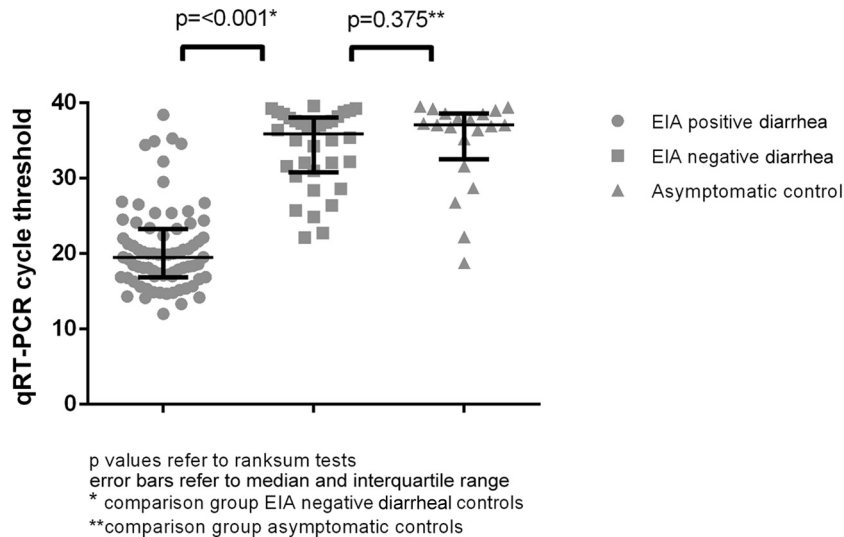 p=<0.001* p=0.375**
40
30
20
10
0
qRT-PCR cycle threshold
EIA positive diarrhea
EIA negative diarrhea
Asymptomatic control
p values refer to ranksum tests
error bars refer to median and interquartile range
* comparison group EIA negative diarrheal controls
**comparison group asymptomatic controls